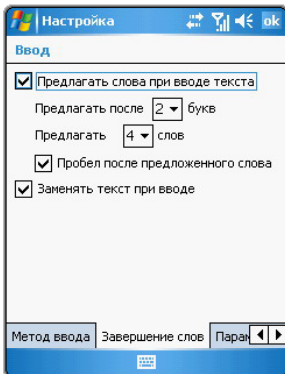 Настройка ok
Ввод
Предлагать слова при вводе текста
Предлагать после 2 букв
Предлагать 4 слов
Пробел после предложенного слова
Заменять текст при вводе
Метод ввода Завершение слов Парам